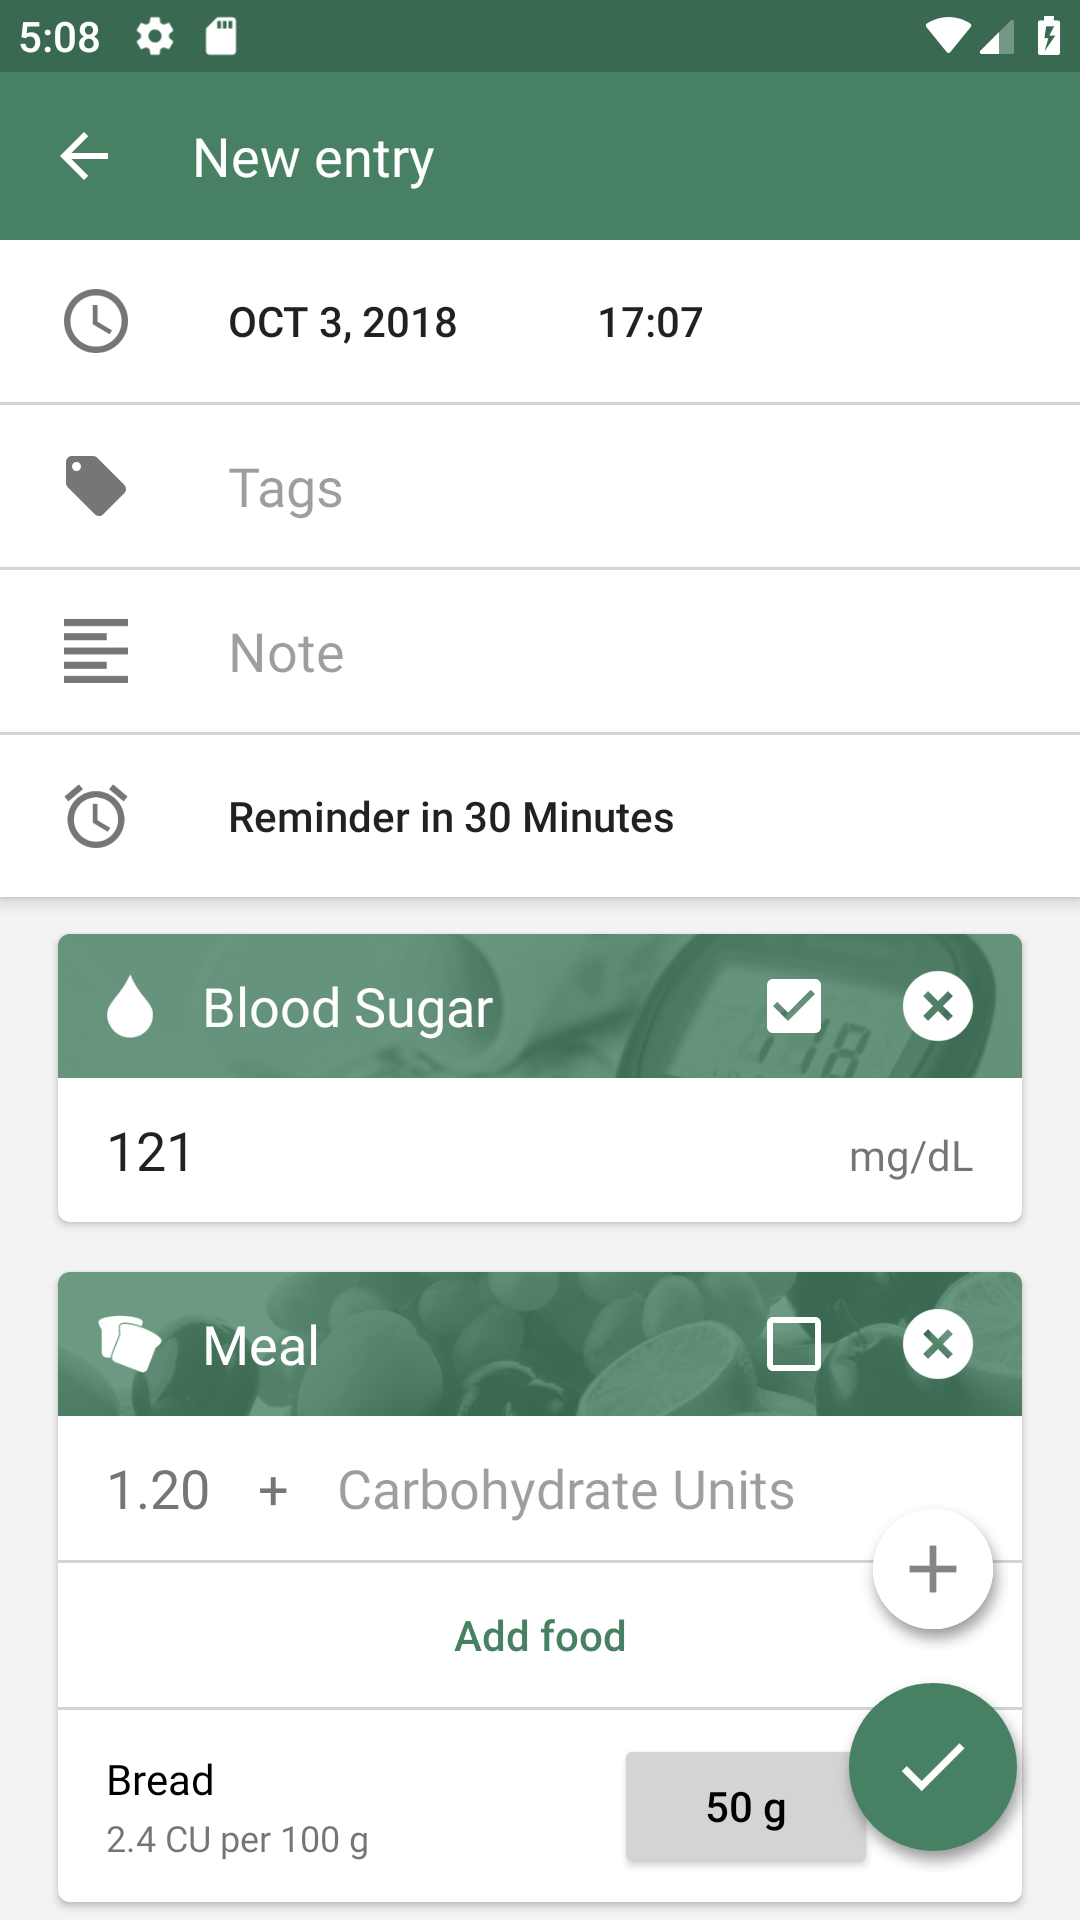 5:08
New entry
OCT 3, 2018 17:07
Tags
Note
Reminder in 30 Minutes
Blood Sugar
118
121 mg/dL
Meal
1.20 + Carbohydrate Units
Add food
Bread
50 g
2.4 CU per 100 g